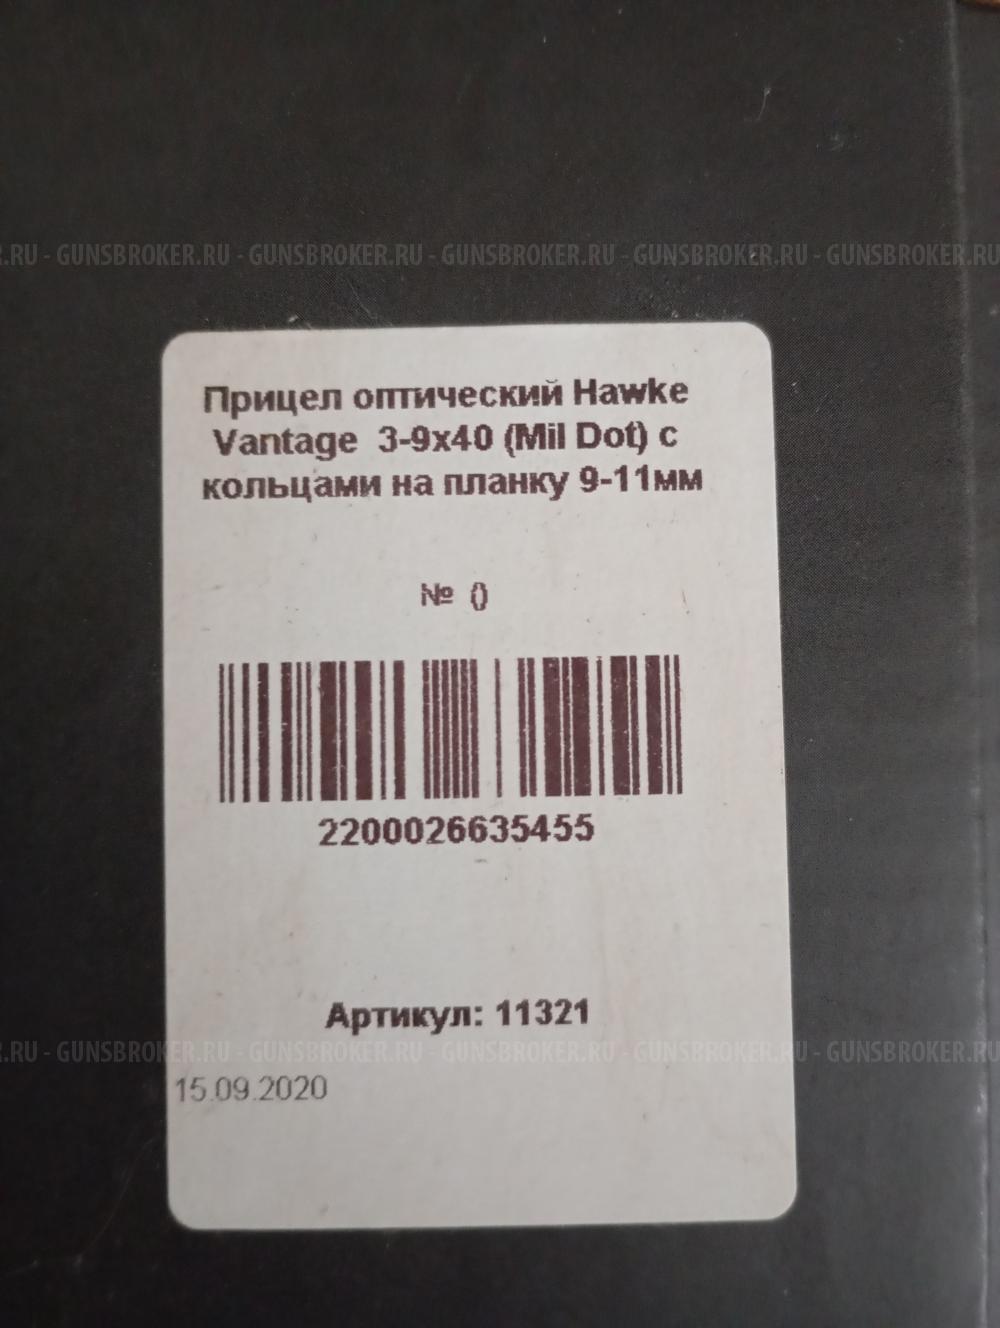 .RU - GUNSBROKER.RU - GUNSBROKER.RU - GUNSBROKER.RU - GUNSBROKER.RU - GUNSBROKER.RU
Прицел оптический Hawke
Vantage 3-9x40 (Mil Dot) с
кольцами на планку 9-11мм
№ ()
2200026635455
Артикул: 11321
.RU - GUNSBROKER.RU - GUNSBROKER.RU - GUNSBROKER.RU - GUNSBROKER.RU - GUNSBROKER.RU
15.09.2020